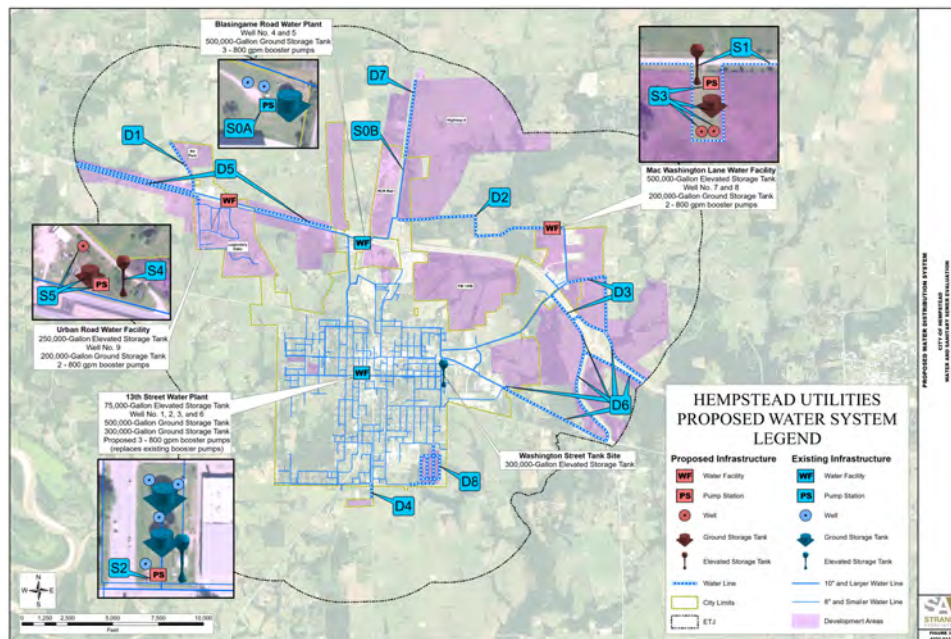 Blasingame Road Water Plant
Well No. 4 and 5
500,000-Gallon Ground Storage Tank
3 - 800 gpm booster pumps
PS
S0A
D7
S0B
D1
D5
D2
WF
WF
WF
S1
PS
S3
Mac Washington Lane Water Facility
500,000-Gallon Elevated Storage Tank
Well No. 7 and 8
200,000-Gallon Ground Storage Tank
2 - 800 gpm booster pumps
S4
S5
PS
Urban Road Water Facility
250,000-Gallon Elevated Storage Tank
Well No. 9
200,000-Gallon Ground Storage Tank
2 - 800 gpm booster pumps
D3
D6
WF
13th Street Water Plant
75,000-Gallon Elevated Storage Tank
Well No. 1, 2, 3, and 6
500,000-Gallon Ground Storage Tank
300,000-Gallon Ground Storage Tank
Proposed 3 - 800 gpm booster pumps
(replaces existing booster pumps)
Washington Street Tank Site
300,000-Gallon Elevated Storage Tank
D8
D4
S2
PS
HEMPSTEAD UTILITIES
PROPOSED WATER SYSTEM
LEGEND
Proposed Infrastructure
WF Water Facility
PS Pump Station
Well
Ground Storage Tank
Elevated Storage Tank
Water Line
City Limits
ETJ
Existing Infrastructure
WF Water Facility
PS Pump Station
Well
Ground Storage Tank
Elevated Storage Tank
10" and Larger Water Line
8" and Smaller Water Line
Development Areas
N
W E
S
0 1,250 2,500 5,000 7,500 10,000
Feet
PROPOSED WATER DISTRIBUTION SYSTEM
CITY OF HEMPSTEAD
WATER AND SANITARY SEWER EVALUATION